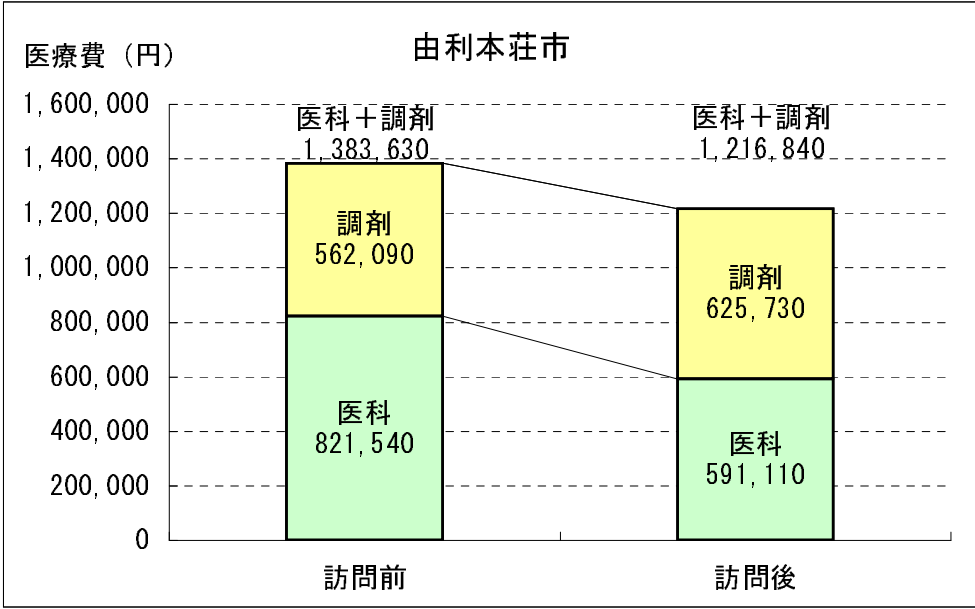 由利本荘市
医療費（円）
1,600,000
1,400,000
1,200,000
1,000,000
800,000
600,000
400,000
200,000
0
医科＋調剤
1,383,630
調剤
562,090
医科
821,540
医科＋調剤
1,216,840
調剤
625,730
医科
591,110
訪問前
訪問後